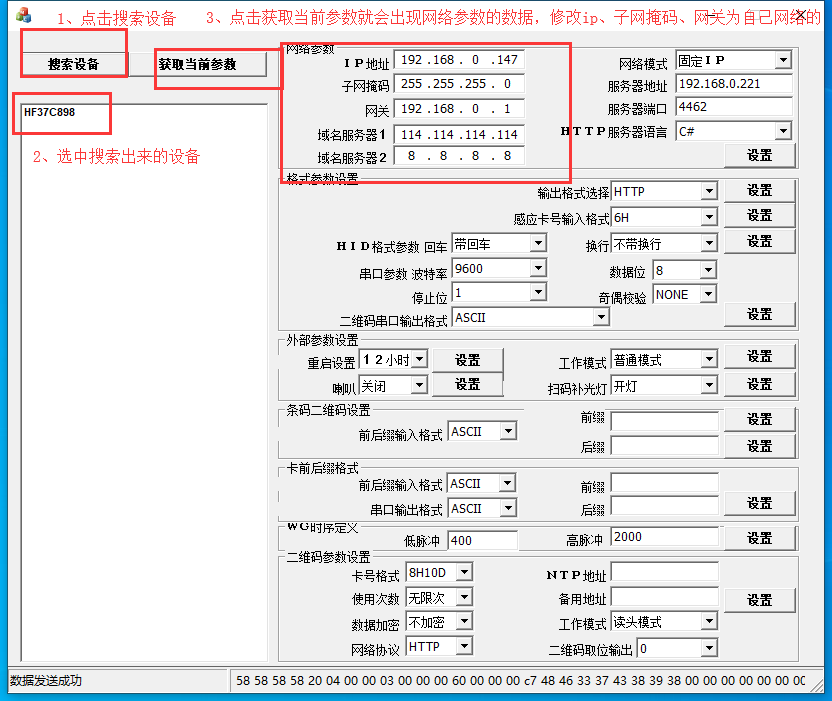 1、点击搜索设备 3、点击获取当前参数就会出现网络参数的数据，修改ip、子网掩码、网关为自己网络的
搜索设备 获取当前参数
HF37C898
2、选中搜索出来的设备
网络参数
IP地址 192 . 168 . 0 . 147 网络模式 固定IP
子网掩码 255 . 255 . 255 . 0 服务器地址 192.168.0.221
网关 192 . 168 . 0 . 1 服务器端口 4462
域名服务器1 114 . 114 . 114 . 114 HTTP服务器语言 C#
域名服务器2 8 . 8 . 8 . 8 设置
格式参数设置
输出格式选择 HTTP 设置
感应卡号输入格式 6H 设置
HID格式参数 回车 带回车 换行 不带换行 设置
串口参数 波特率 9600 数据位 8
停止位 1 奇偶校验 NONE
二维码串口输出格式 ASCII 设置
外部参数设置
重启设置 12小时 设置 工作模式 普通模式 设置
喇叭 关闭 设置 扫码补光灯 开灯 设置
条码二维码设置
前后缀输入格式 ASCII 前缀 设置
后缀 设置
卡前后缀格式
前后缀输入格式 ASCII 前缀
串口输出格式 ASCII 后缀 设置
WG时序定义
低脉冲 400 高脉冲 2000 设置
二维码参数设置
卡号格式 8H10D NTP地址
使用次数 无限次 备用地址 设置
数据加密 不加密 工作模式 读头模式
网络协议 HTTP 二维码取位输出 0
数据发送成功 58 58 58 58 20 04 00 00 03 00 00 00 60 00 00 00 c7 48 46 33 37 43 38 39 38 00 00 00 00 00 00 00